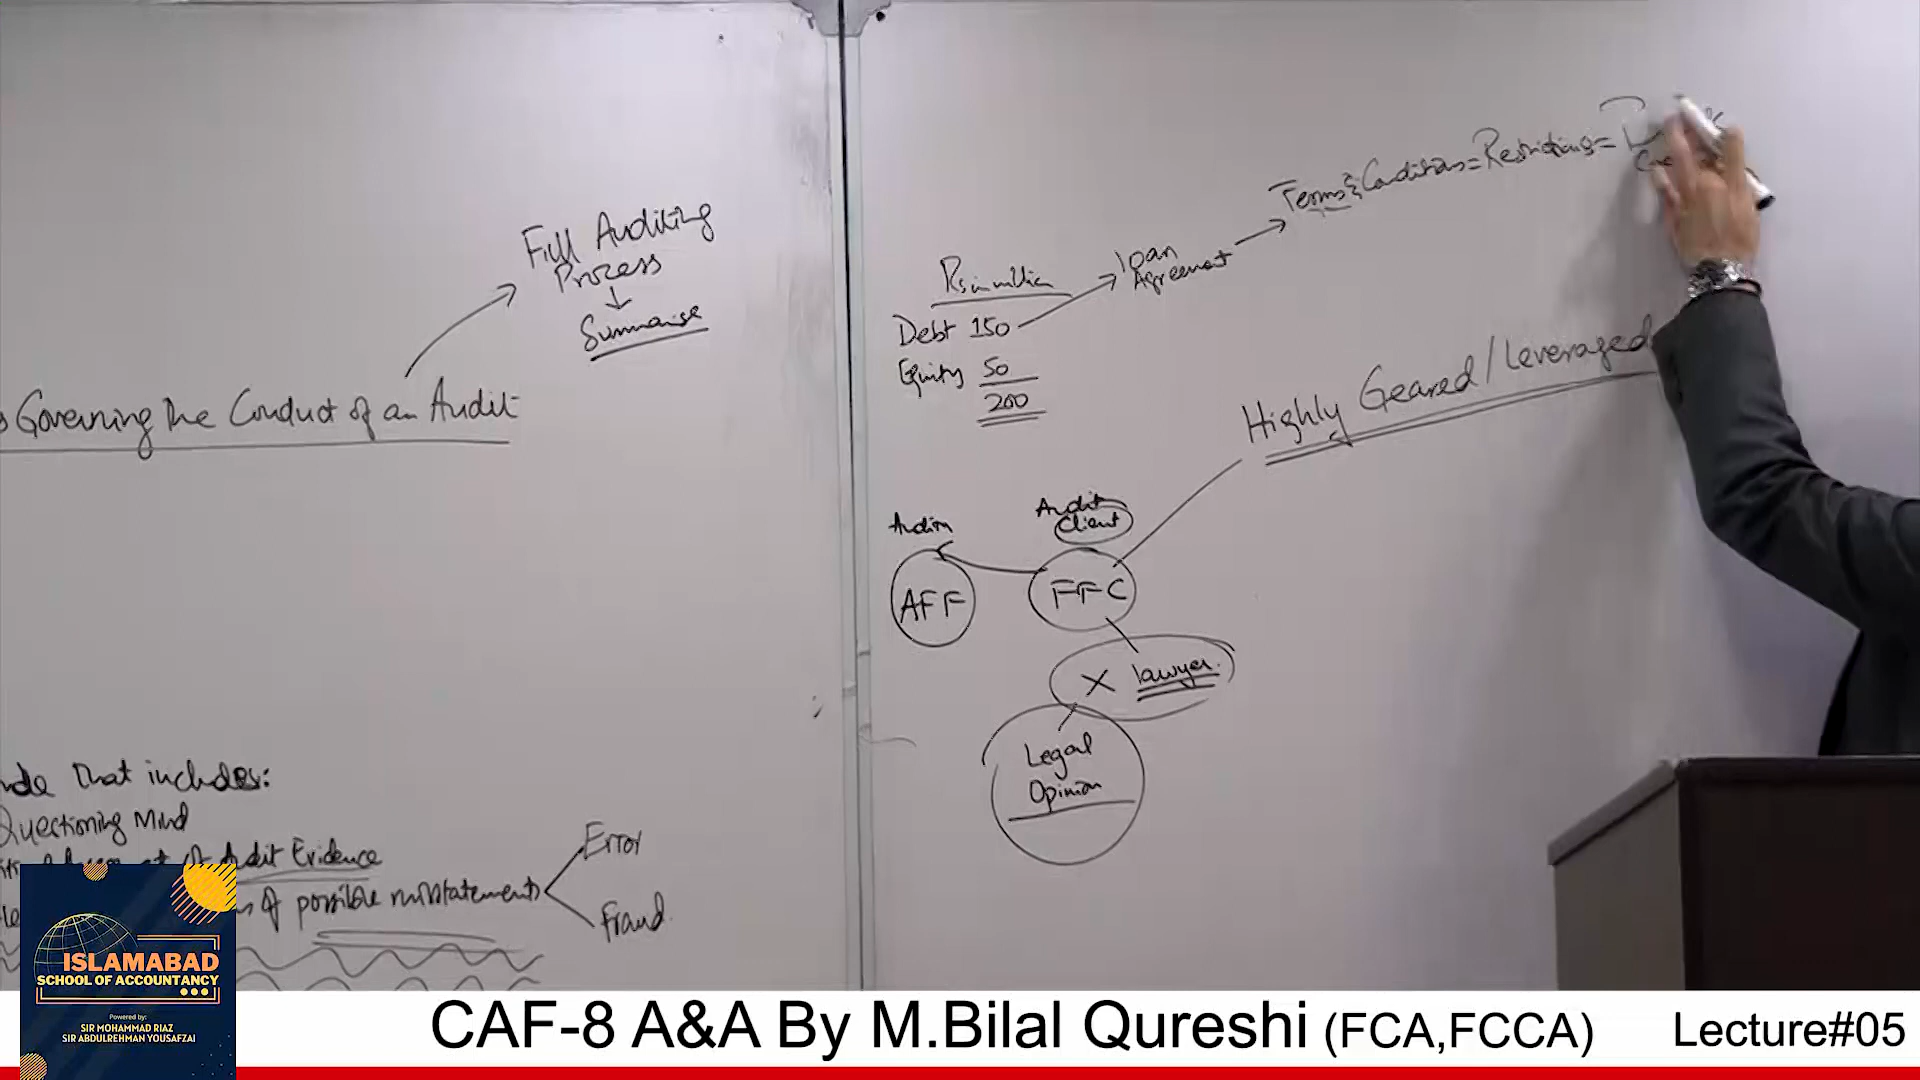 Full Auditing
Process
Summarise
Governing the Conduct of an Audit
that includes:
Questioning Mind
Audit Evidence
of possible misstatements
Error
Fraud
Rs in million
Debt 150
Equity 50
200
loan
Agreement
Terms & Conditions = Restrictions =
Highly Geared / Leveraged
Audit
Client
AFF
FFC
X lawyer.
Legal
Opinion
ISLAMABAD
SCHOOL OF ACCOUNTANCY
Powered by:
SIR MOHAMMAD RIAZ
SIR ABDULREHMAN YOUSAFZAI
CAF-8 A&A By M.Bilal Qureshi (FCA,FCCA)
Lecture#05